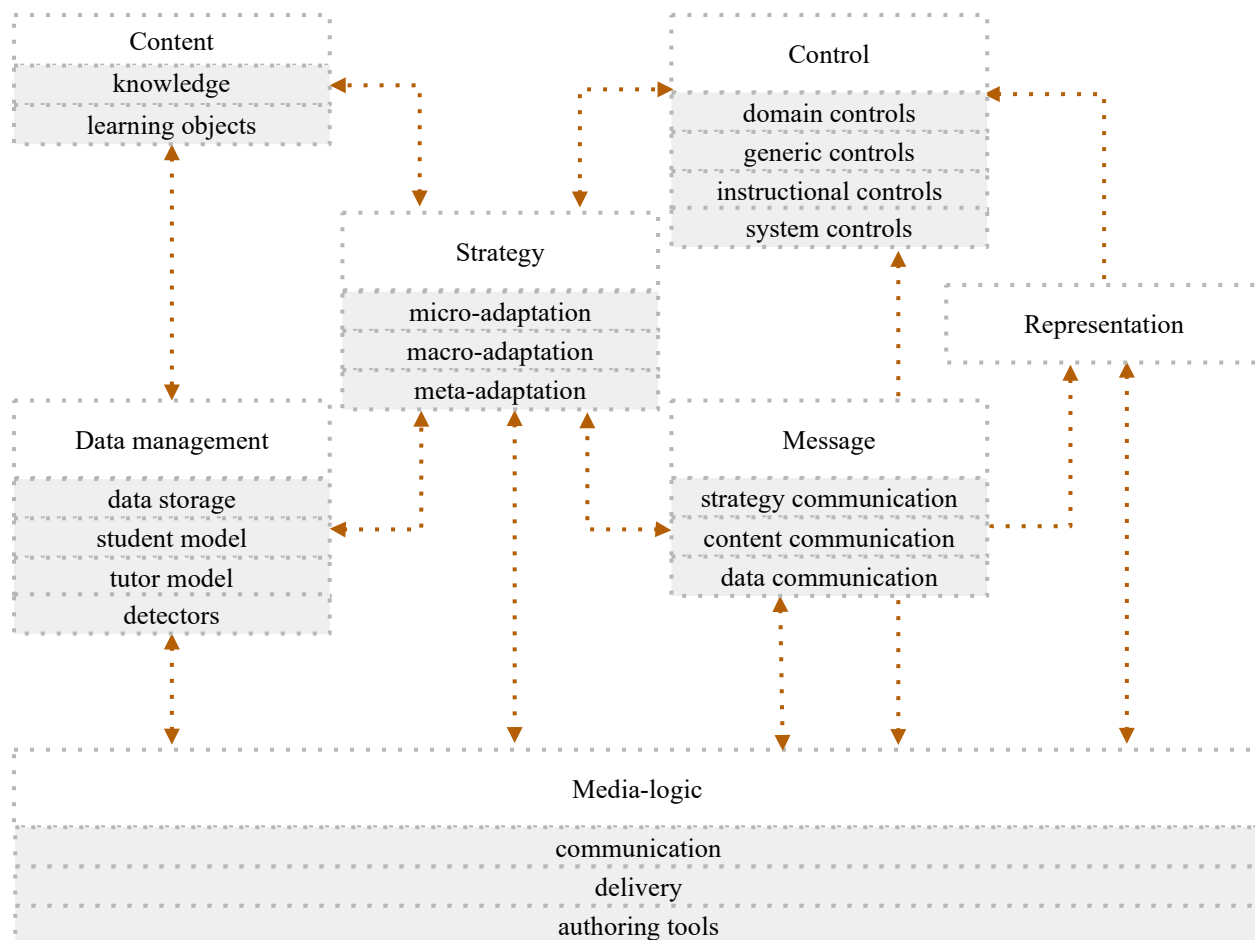 Content
knowledge
learning objects
Control
domain controls
generic controls
instructional controls
system controls
Strategy
micro-adaptation
macro-adaptation
meta-adaptation
Representation
Data management
data storage
student model
tutor model
detectors
Message
strategy communication
content communication
data communication
Media-logic
communication
delivery
authoring tools